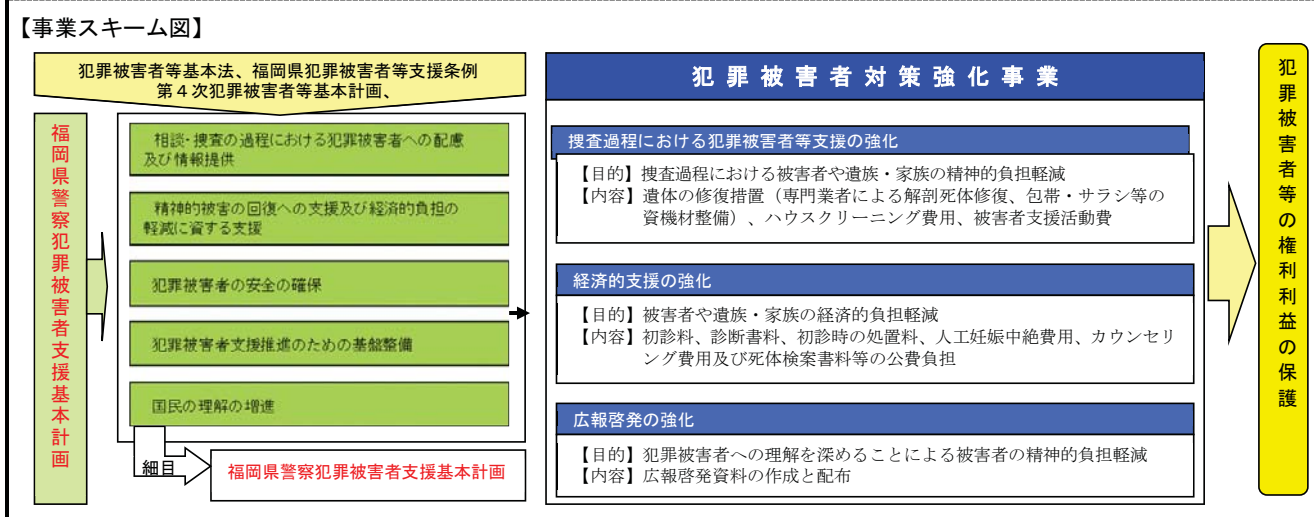 【事業スキーム図】
犯罪被害者等基本法、福岡県犯罪被害者等支援条例
第４次犯罪被害者等基本計画、
福岡県警察犯罪被害者支援基本計画
相談・捜査の過程における犯罪被害者への配慮
及び情報提供
精神的被害の回復への支援及び経済的負担の
軽減に資する支援
犯罪被害者の安全の確保
犯罪被害者支援推進のための基盤整備
国民の理解の増進
細目
福岡県警察犯罪被害者支援基本計画
犯罪被害者対策強化事業
捜査過程における犯罪被害者等支援の強化
【目的】捜査過程における被害者や遺族・家族の精神的負担軽減
【内容】遺体の修復措置（専門業者による解剖死体修復、包帯・サラシ等の
資機材整備）、ハウスクリーニング費用、被害者支援活動費
経済的支援の強化
【目的】被害者や遺族・家族の経済的負担軽減
【内容】初診料、診断書料、初診時の処置料、人工妊娠中絶費用、カウンセリ
ング費用及び死体検案書料等の公費負担
広報啓発の強化
【目的】犯罪被害者への理解を深めることによる被害者の精神的負担軽減
【内容】広報啓発資料の作成と配布
犯罪被害者等の権利利益の保護